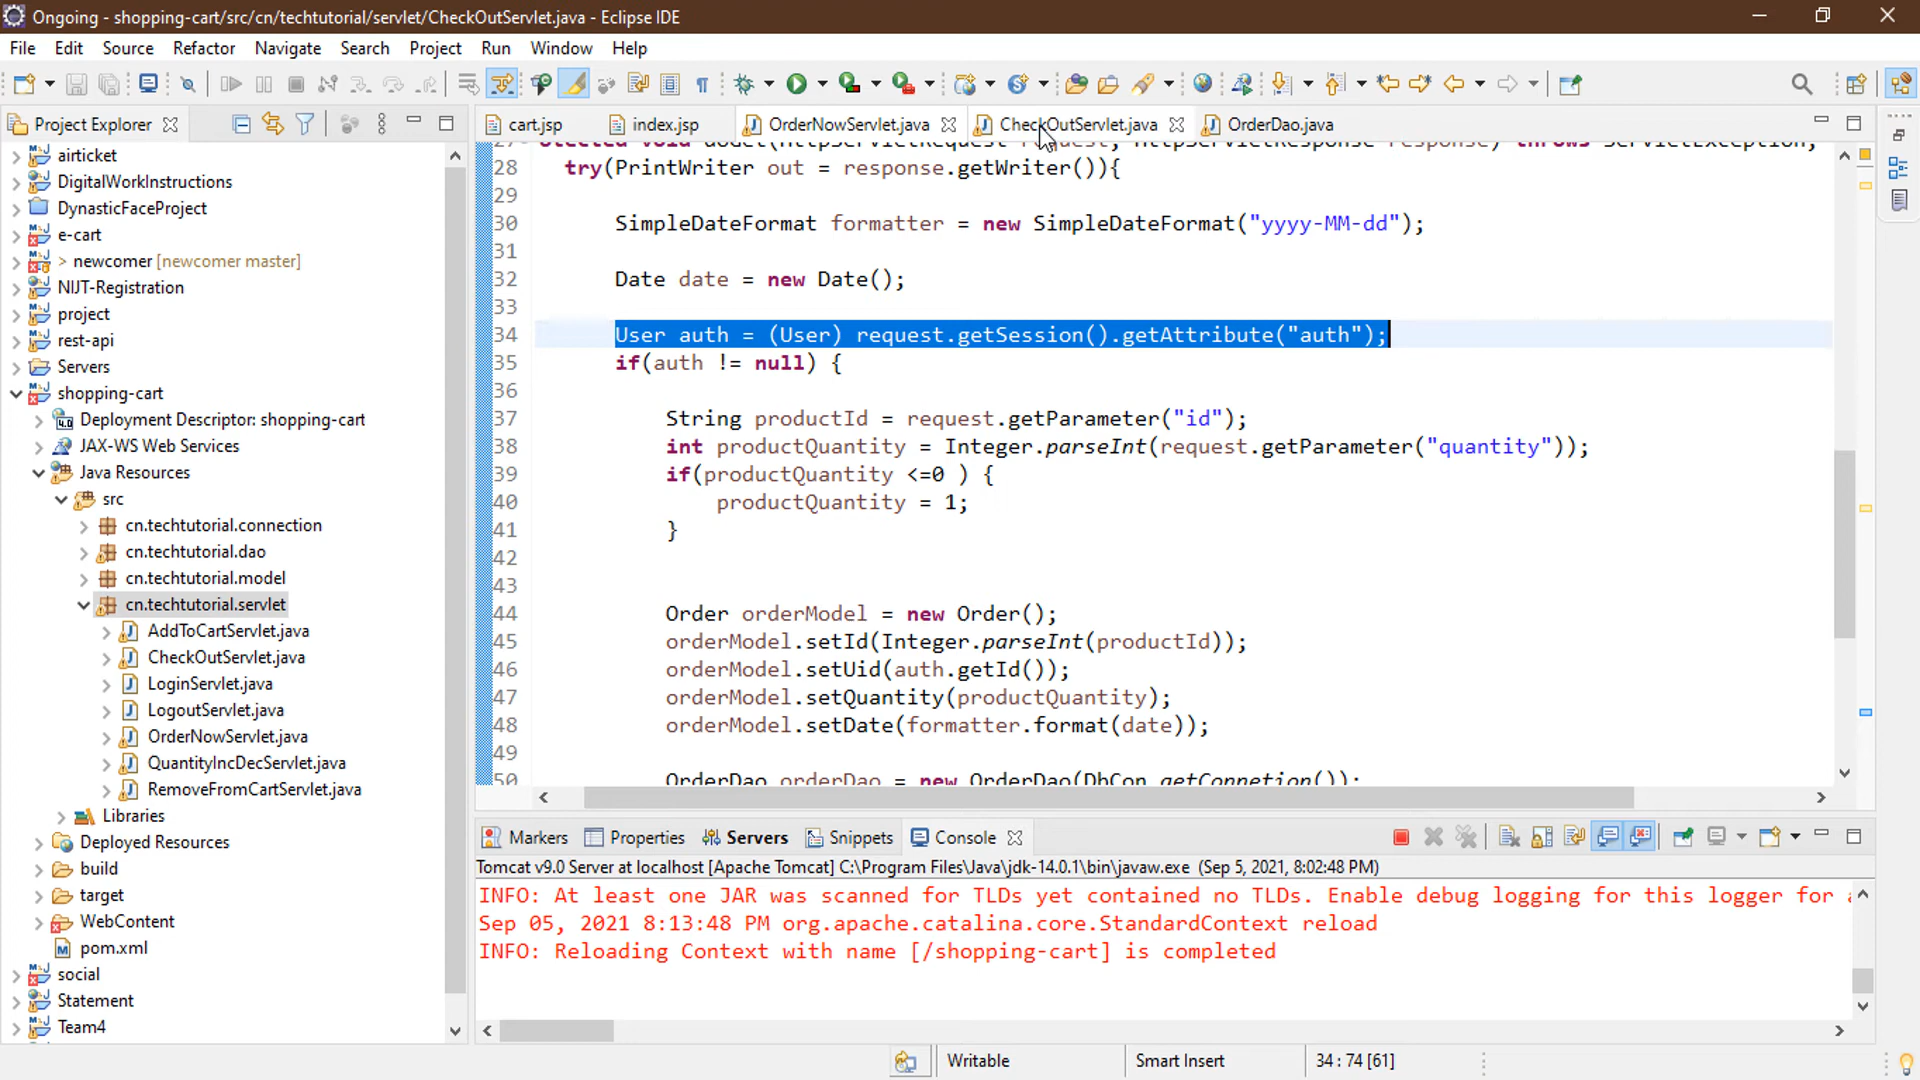 Ongoing - shopping-cart/src/cn/techtutorial/servlet/CheckOutServlet.java - Eclipse IDE
File Edit Source Refactor Navigate Search Project Run Window Help
Project Explorer
airticket
DigitalWorkInstructions
DynasticFaceProject
e-cart
> newcomer [newcomer master]
NIJT-Registration
project
rest-api
Servers
shopping-cart
Deployment Descriptor: shopping-cart
JAX-WS Web Services
Java Resources
src
cn.techtutorial.connection
cn.techtutorial.dao
cn.techtutorial.model
cn.techtutorial.servlet
AddToCartServlet.java
CheckOutServlet.java
LoginServlet.java
LogoutServlet.java
OrderNowServlet.java
QuantityIncDecServlet.java
RemoveFromCartServlet.java
Libraries
Deployed Resources
build
target
WebContent
pom.xml
social
Statement
Team4
cart.jsp index.jsp OrderNowServlet.java CheckOutServlet.java OrderDao.java
28 try(PrintWriter out = response.getWriter()){
29
30 SimpleDateFormat formatter = new SimpleDateFormat("yyyy-MM-dd");
31
32 Date date = new Date();
33
34 User auth = (User) request.getSession().getAttribute("auth");
35 if(auth != null) {
36
37 String productId = request.getParameter("id");
38 int productQuantity = Integer.parseInt(request.getParameter("quantity"));
39 if(productQuantity <=0 ) {
40 productQuantity = 1;
41 }
42
43
44 Order orderModel = new Order();
45 orderModel.setId(Integer.parseInt(productId));
46 orderModel.setUid(auth.getId());
47 orderModel.setQuantity(productQuantity);
48 orderModel.setDate(formatter.format(date));
49
50 OrderDao orderDao = new OrderDao(DbCon.getConnetion());
Markers Properties Servers Snippets Console
Tomcat v9.0 Server at localhost [Apache Tomcat] C:\Program Files\Java\jdk-14.0.1\bin\javaw.exe (Sep 5, 2021, 8:02:48 PM)
INFO: At least one JAR was scanned for TLDs yet contained no TLDs. Enable debug logging for this logger for
Sep 05, 2021 8:13:48 PM org.apache.catalina.core.StandardContext reload
INFO: Reloading Context with name [/shopping-cart] is completed
Writable Smart Insert 34 : 74 [61]